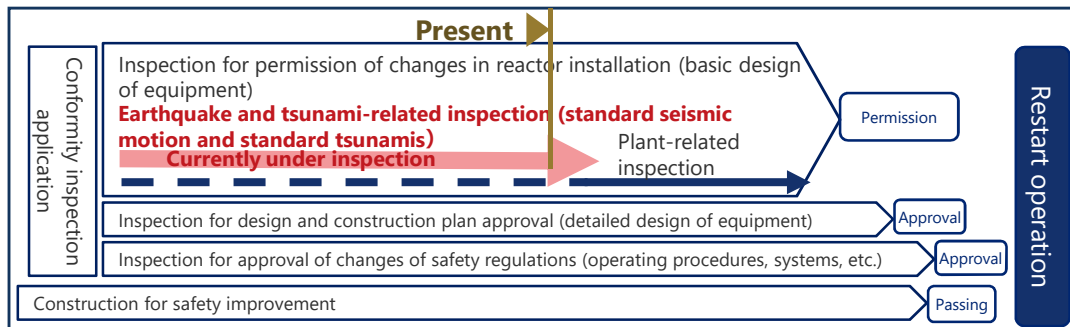 Present
Conformity inspection
application
Inspection for permission of changes in reactor installation (basic design of
equipment)
Earthquake and tsunami-related inspection (standard seismic
motion and standard tsunamis)
Currently under inspection
Plant-related
inspection
Permission
Inspection for design and construction plan approval (detailed design of equipment)
Approval
Inspection for approval of changes of safety regulations (operating procedures, systems, etc.)
Approval
Construction for safety improvement
Passing
Restart operation